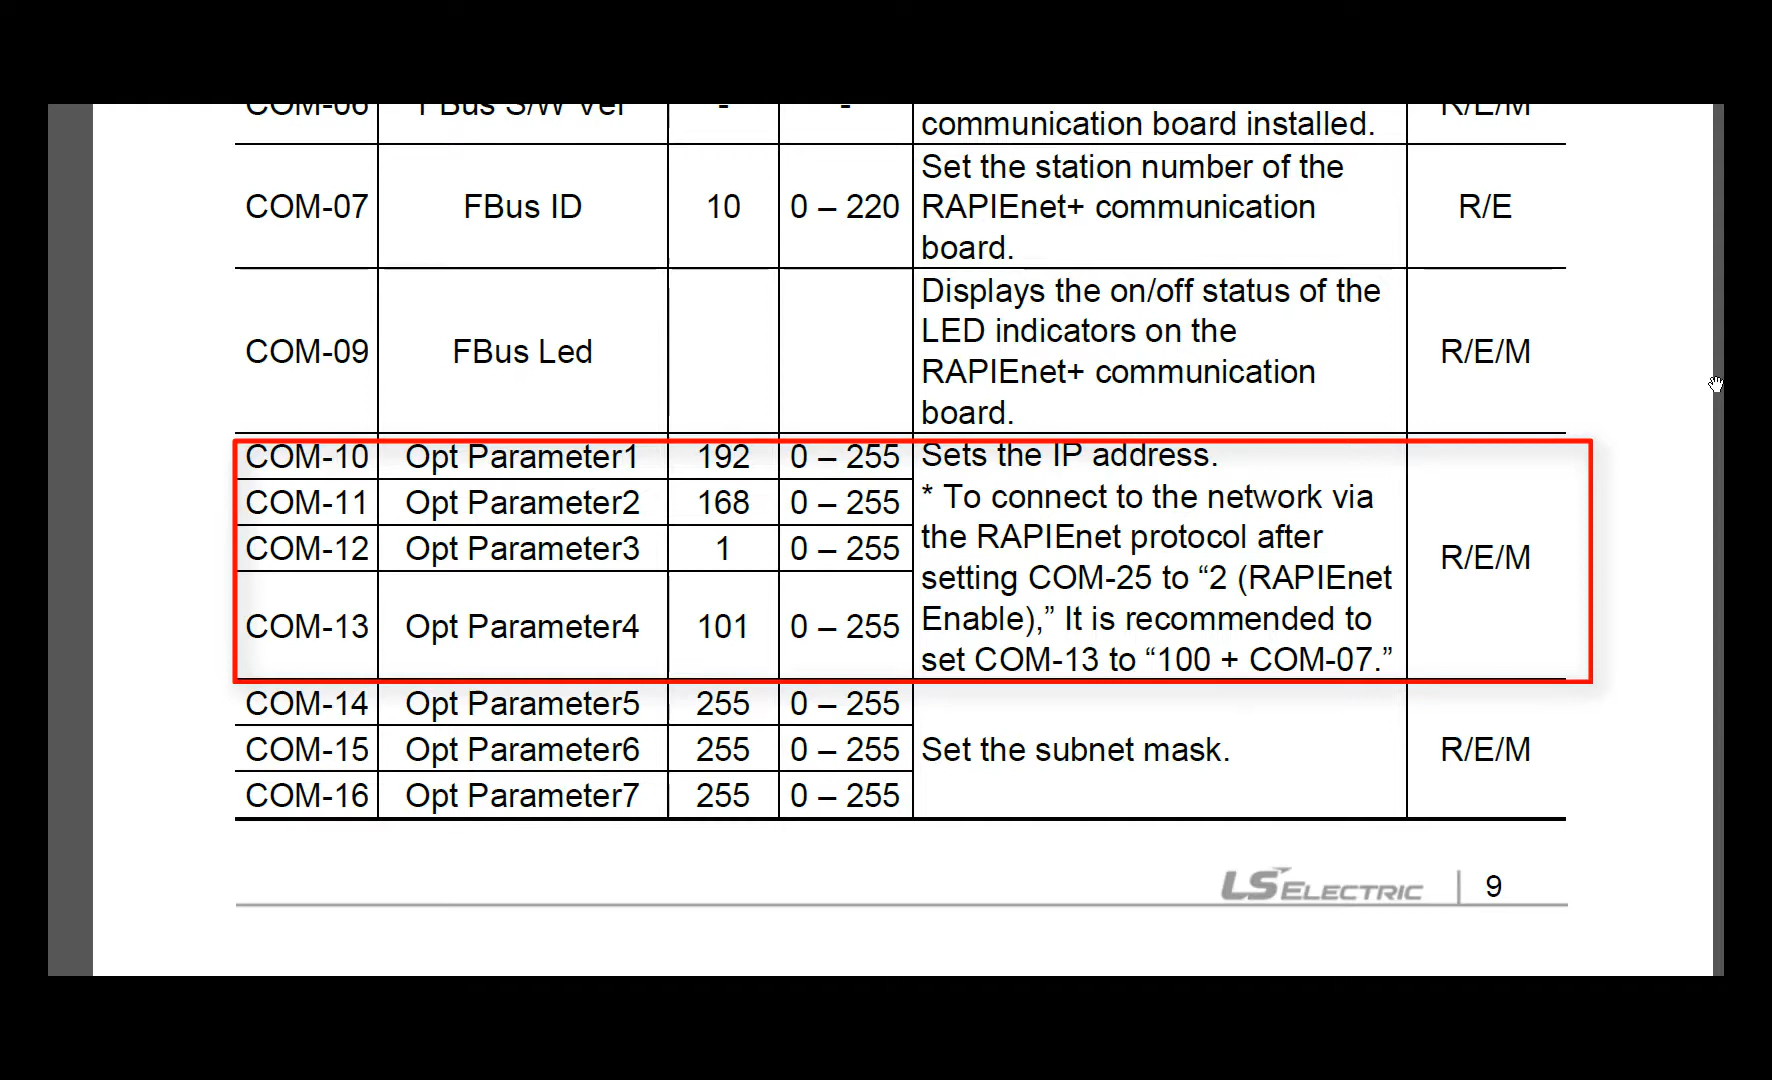 COM-06 FBus S/W Ver - - R/E/M
communication board installed.
COM-07 FBus ID 10 0 – 220 Set the station number of the R/E
RAPIEnet+ communication
board.
COM-09 FBus Led Displays the on/off status of the R/E/M
LED indicators on the
RAPIEnet+ communication
board.
COM-10 Opt Parameter1 192 0 – 255 Sets the IP address. R/E/M
COM-11 Opt Parameter2 168 0 – 255 * To connect to the network via
COM-12 Opt Parameter3 1 0 – 255 the RAPIEnet protocol after
setting COM-25 to “2 (RAPIEnet
COM-13 Opt Parameter4 101 0 – 255 Enable),” It is recommended to
set COM-13 to “100 + COM-07.”
COM-14 Opt Parameter5 255 0 – 255
COM-15 Opt Parameter6 255 0 – 255 Set the subnet mask. R/E/M
COM-16 Opt Parameter7 255 0 – 255
LS ELECTRIC | 9